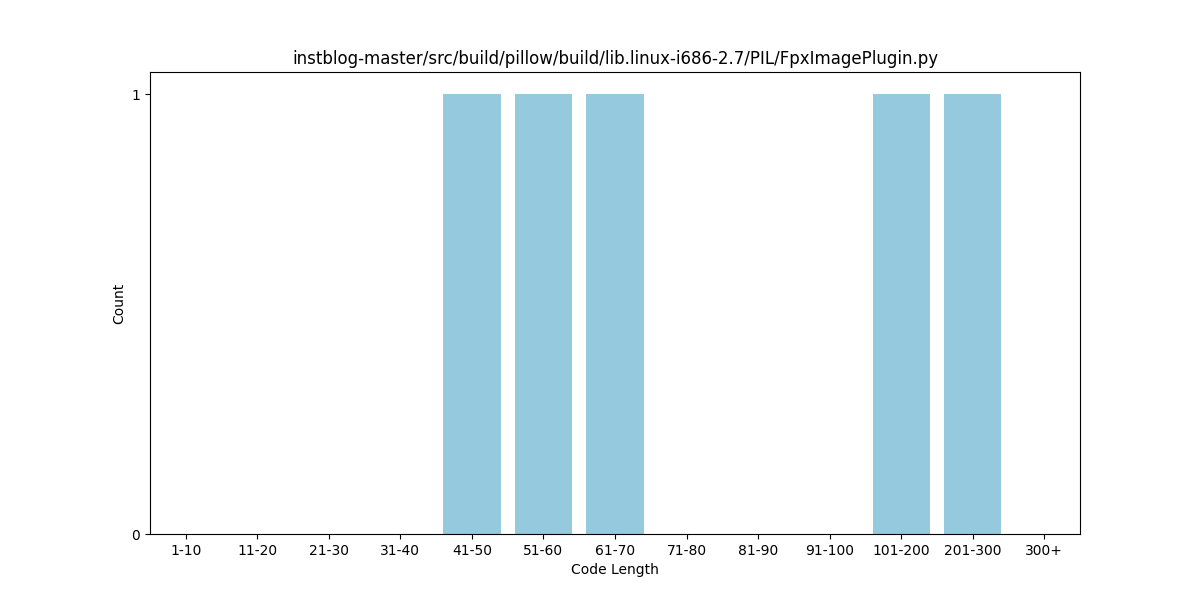 instblog-master/src/build/pillow/build/lib.linux-i686-2.7/PIL/FpxImagePlugin.py
1
Count
0
1-10 11-20 21-30 31-40 41-50 51-60 61-70 71-80 81-90 91-100 101-200 201-300 300+
Code Length